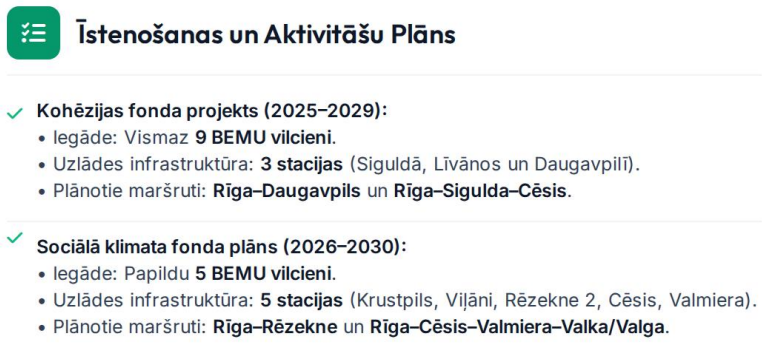 Īstenošanas un Aktivitāšu Plāns
Kohēzijas fonda projekts (2025–2029):
• Iegāde: Vismaz 9 BEMU vilcieni.
• Uzlādes infrastruktūra: 3 stacijas (Siguldā, Līvānos un Daugavpilī).
• Plānotie maršruti: Rīga–Daugavpils un Rīga–Sigulda–Cēsis.
Sociālā klimata fonda plāns (2026–2030):
• Iegāde: Papildu 5 BEMU vilcieni.
• Uzlādes infrastruktūra: 5 stacijas (Krustpils, Viļāni, Rēzekne 2, Cēsis, Valmiera).
• Plānotie maršruti: Rīga–Rēzekne un Rīga–Cēsis–Valmiera–Valka/Valga.